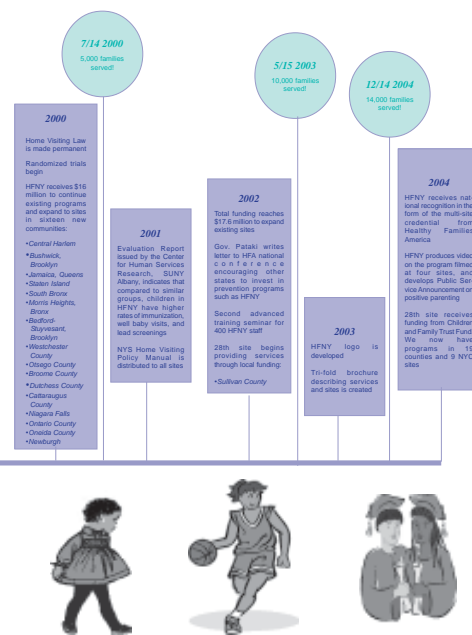 7/14 2000
5,000 families
served!
5/15 2003
10,000 families
served!
12/14 2004
14,000 families
served!
2000
Home Visiting Law
is made permanent
Randomized trials
begin
HFNY receives $16
million to continue
existing programs
and expand to sites
in sixteen new
communities:
•Central Harlem
•Bushwick,
Brooklyn
•Jamaica, Queens
•Staten Island
•South Bronx
•Morris Heights,
Bronx
•Bedford-
Stuyvesant,
Brooklyn
•Westchester
County
•Otsego County
•Broome County
•Dutchess County
•Cattaraugus
County
•Niagara Falls
•Ontario County
•Oneida County
•Newburgh
2001
Evaluation Report
issued by the Center
for Human Services
Research, SUNY
Albany, indicates that
compared to similar
groups, children in
HFNY have higher
rates of immunization,
well baby visits, and
lead screenings
NYS Home Visiting
Policy Manual is
distributed to all sites
2002
Total funding reaches
$17.6 million to expand
existing sites
Gov. Pataki writes
letter to HFA national
conference
encouraging other
states to invest in
prevention programs
such as HFNY
Second advanced
training seminar for
400 HFNY staff
28th site begins
providing services
through local funding:
•Sullivan County
2003
HFNY logo is
developed
Tri-fold brochure
describing services
and sites is created
2004
HFNY receives nat-
ional recognition in the
form of the multi-site
credential from
Healthy Families
America
HFNY produces video
on the program filmed
at four sites, and
develops Public Ser-
vice Announcement on
positive parenting
28th site receives
funding from Children
and Family Trust Fund.
We now have
programs in 19
counties and 9 NYC
sites